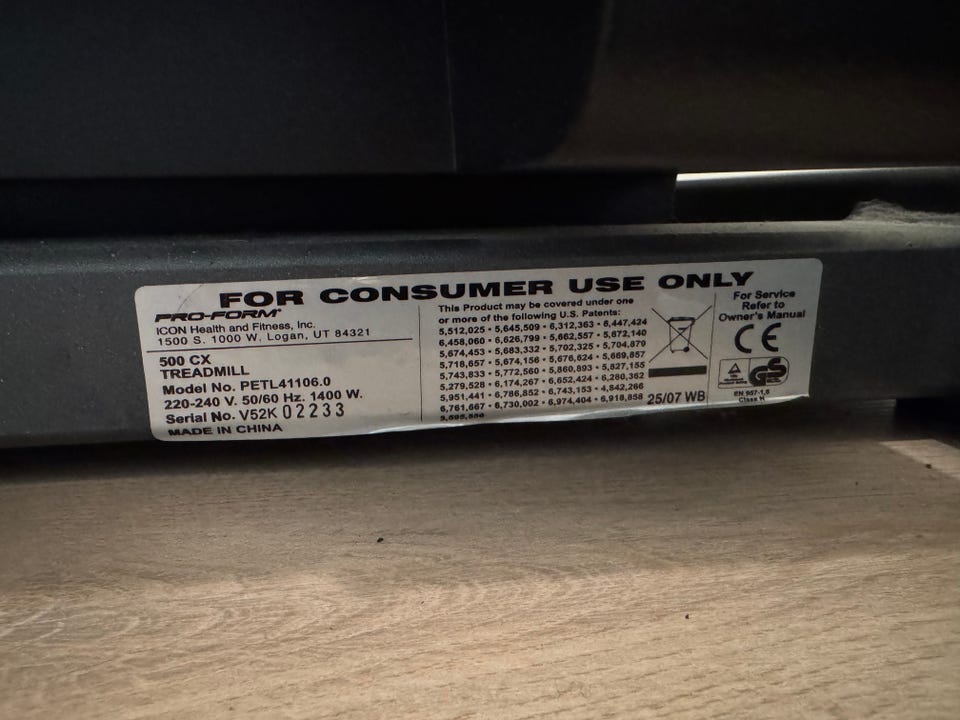 FOR CONSUMER USE ONLY
PRO-FORM
ICON Health and Fitness, Inc.
1500 S. 1000 W. Logan, UT 84321
500 CX
TREADMILL
Model No. PETL41106.0
220-240 V. 50/60 Hz. 1400 W.
Serial No. V52K 02233
MADE IN CHINA
This Product may be covered under one
or more of the following U.S. Patents:
5,512,025 • 5,645,509 • 6,312,363 • 6,447,424
6,458,060 • 6,626,799 • 5,662,557 • 5,672,140
5,674,453 • 5,683,332 • 5,702,325 • 5,704,870
5,718,657 • 5,674,156 • 5,676,624 • 5,669,857
5,743,833 • 5,772,560 • 5,860,893 • 5,827,155
5,279,528 • 6,174,267 • 6,652,424 • 6,280,362
5,951,441 • 6,786,852 • 6,743,153 • 4,842,266
6,761,667 • 6,730,002 • 6,974,404 • 6,918,858
25/07 WB
For Service
Refer to
Owner's Manual
CE
GS
EN 957-1,6
Class H